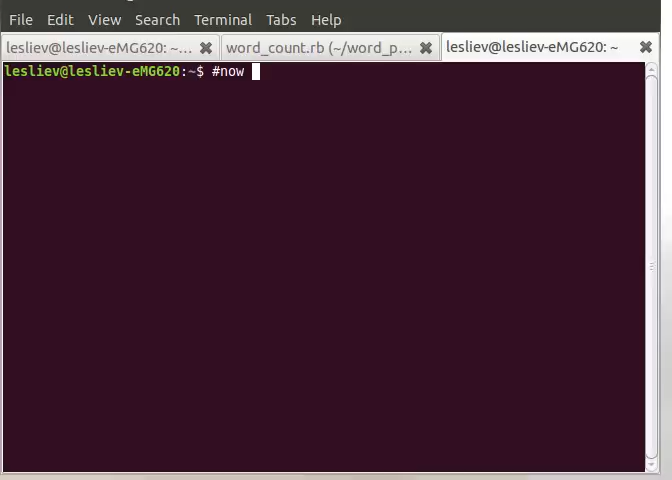 File Edit View Search Terminal Tabs Help
lesliev@lesliev-eMG620: ~... word_count.rb (~/word_p... lesliev@lesliev-eMG620: ~
lesliev@lesliev-eMG620:~$ #now